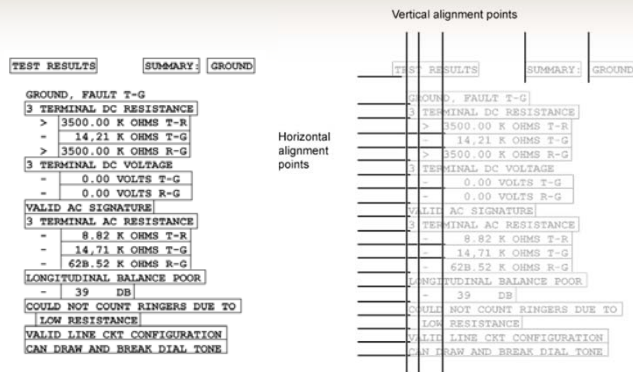 Vertical alignment points
TEST RESULTS SUMMARY: GROUND
GROUND, FAULT T-G
3 TERMINAL DC RESISTANCE
> 3500.00 K OHMS T-R
- 14,21 K OHMS T-G
> 3500.00 K OHMS R-G
3 TERMINAL DC VOLTAGE
- 0.00 VOLTS T-G
- 0.00 VOLTS R-G
VALID AC SIGNATURE
3 TERMINAL AC RESISTANCE
- 8.82 K OHMS T-R
- 14,71 K OHMS T-G
- 62B.52 K OHMS R-G
LONGITUDINAL BALANCE POOR
- 39 DB
COULD NOT COUNT RINGERS DUE TO
LOW RESISTANCE
VALID LINE CKT CONFIGURATION
CAN DRAW AND BREAK DIAL TONE
Horizontal
alignment
points
TEST RESULTS SUMMARY: GROUND
GROUND, FAULT T-G
3 TERMINAL DC RESISTANCE
> 3500.00 K OHMS T-R
- 14,21 K OHMS T-G
> 3500.00 K OHMS R-G
3 TERMINAL DC VOLTAGE
- 0.00 VOLTS T-G
- 0.00 VOLTS R-G
VALID AC SIGNATURE
3 TERMINAL AC RESISTANCE
- 8.82 K OHMS T-R
- 14,71 K OHMS T-G
- 62B.52 K OHMS R-G
LONGITUDINAL BALANCE POOR
- 39 DB
COULD NOT COUNT RINGERS DUE TO
LOW RESISTANCE
VALID LINE CKT CONFIGURATION
CAN DRAW AND BREAK DIAL TONE